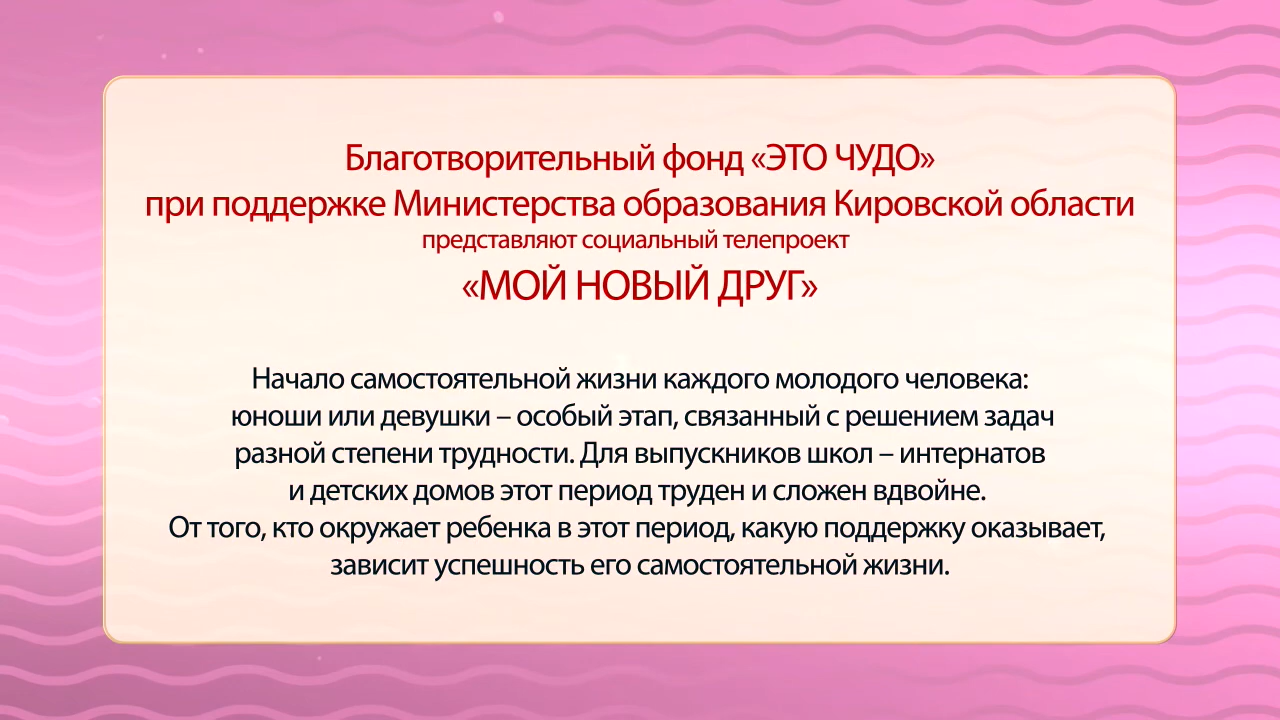 Благотворительный фонд «ЭТО ЧУДО»
при поддержке Министерства образования Кировской области
представляют социальный телепроект
«МОЙ НОВЫЙ ДРУГ»
Начало самостоятельной жизни каждого молодого человека:
юноши или девушки – особый этап, связанный с решением задач
разной степени трудности. Для выпускников школ – интернатов
и детских домов этот период труден и сложен вдвойне.
От того, кто окружает ребенка в этот период, какую поддержку оказывает,
зависит успешность его самостоятельной жизни.